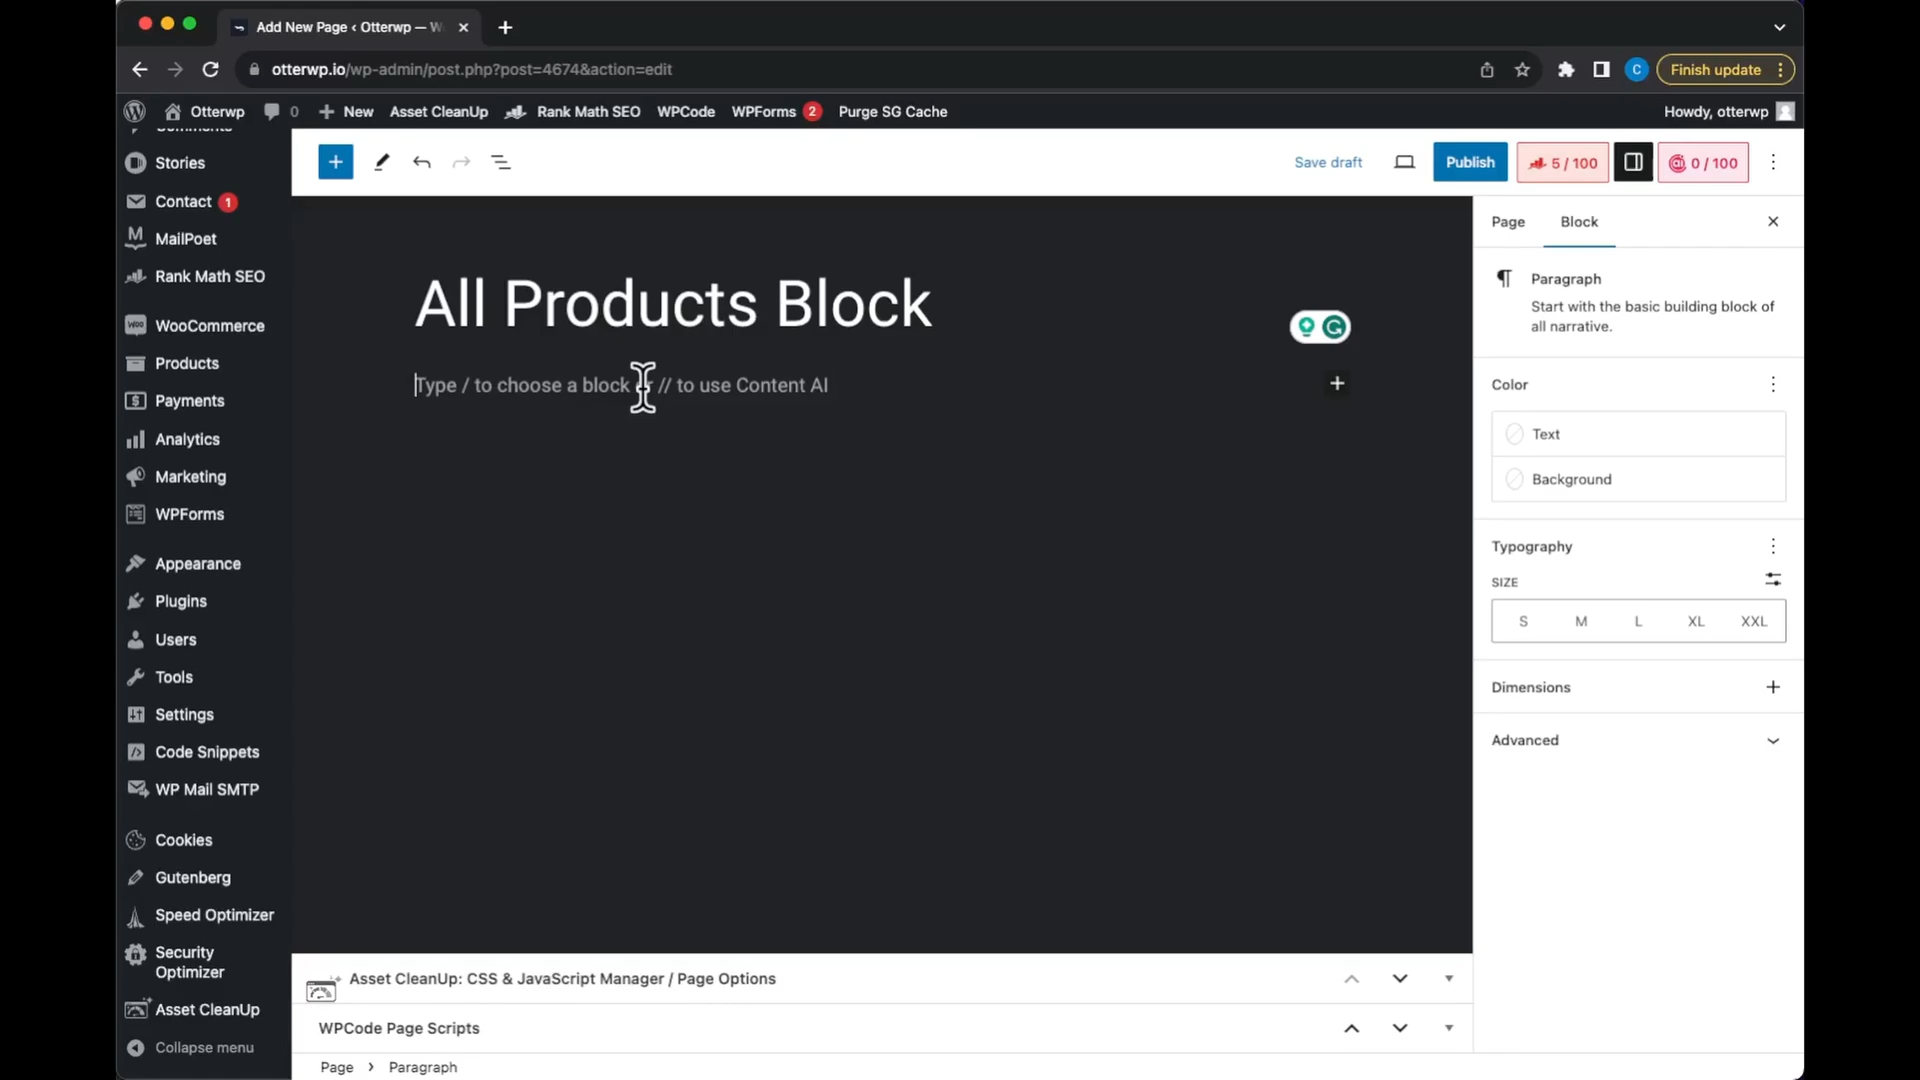 Add New Page < Otterwp — W
otterwp.io/wp-admin/post.php?post=4674&action=edit
Finish update
Otterwp
0
New
Asset CleanUp
Rank Math SEO
WPCode
WPForms 2
Purge SG Cache
Howdy, otterwp
Comments
Stories
Contact 1
MailPoet
Rank Math SEO
WooCommerce
Products
Payments
Analytics
Marketing
WPForms
Appearance
Plugins
Users
Tools
Settings
Code Snippets
WP Mail SMTP
Cookies
Gutenberg
Speed Optimizer
Security
Optimizer
Asset CleanUp
Collapse menu
Save draft
Publish
5 / 100
0 / 100
All Products Block
Type / to choose a block or // to use Content AI
Page
Block
Paragraph
Start with the basic building block of
all narrative.
Color
Text
Background
Typography
SIZE
S M L XL XXL
Dimensions
Advanced
Asset CleanUp: CSS & JavaScript Manager / Page Options
WPCode Page Scripts
Page > Paragraph